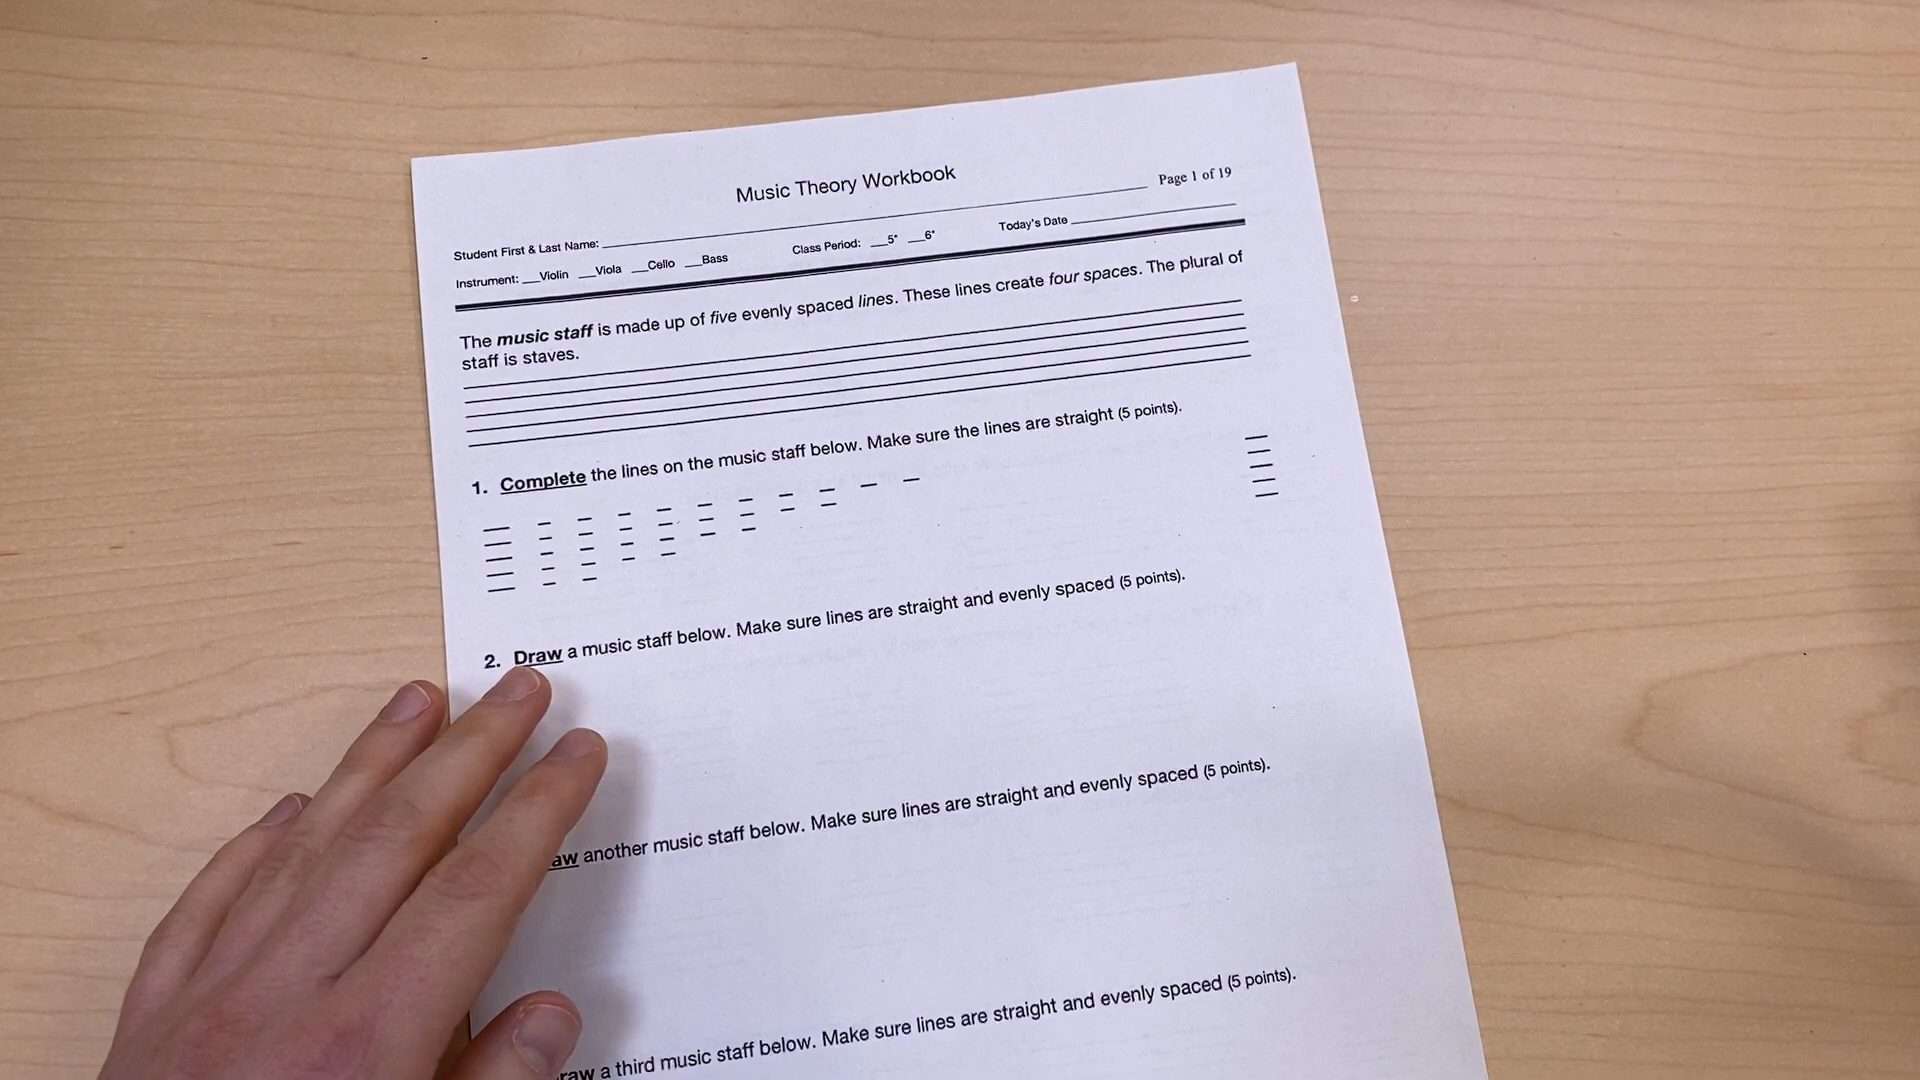 Music Theory Workbook
Page 1 of 19
Student First & Last Name:
Instrument: __Violin __Viola __Cello __Bass Class Period: __5° __6° Today's Date
The music staff is made up of five evenly spaced lines. These lines create four spaces. The plural of
staff is staves.
1. Complete the lines on the music staff below. Make sure the lines are straight (5 points).
2. Draw a music staff below. Make sure lines are straight and evenly spaced (5 points).
another music staff below. Make sure lines are straight and evenly spaced (5 points).
a third music staff below. Make sure lines are straight and evenly spaced (5 points).